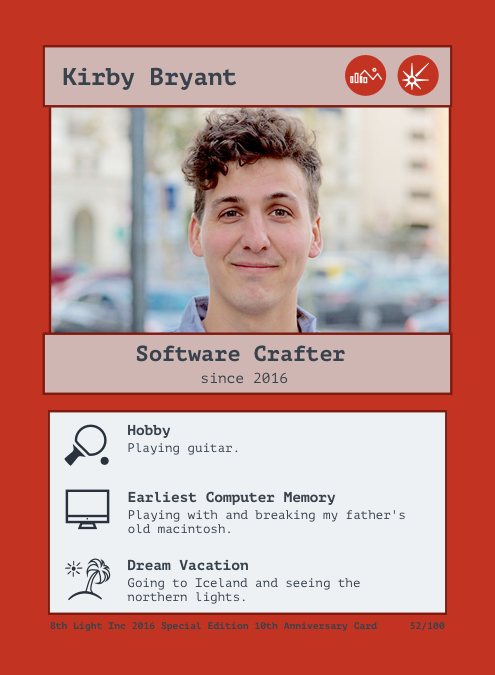 Kirby Bryant
Software Crafter
since 2016
Hobby
Playing guitar.
Earliest Computer Memory
Playing with and breaking my father's
old macintosh.
Dream Vacation
Going to Iceland and seeing the
northern lights.
8th Light Inc 2016 Special Edition 10th Anniversary Card 52/100